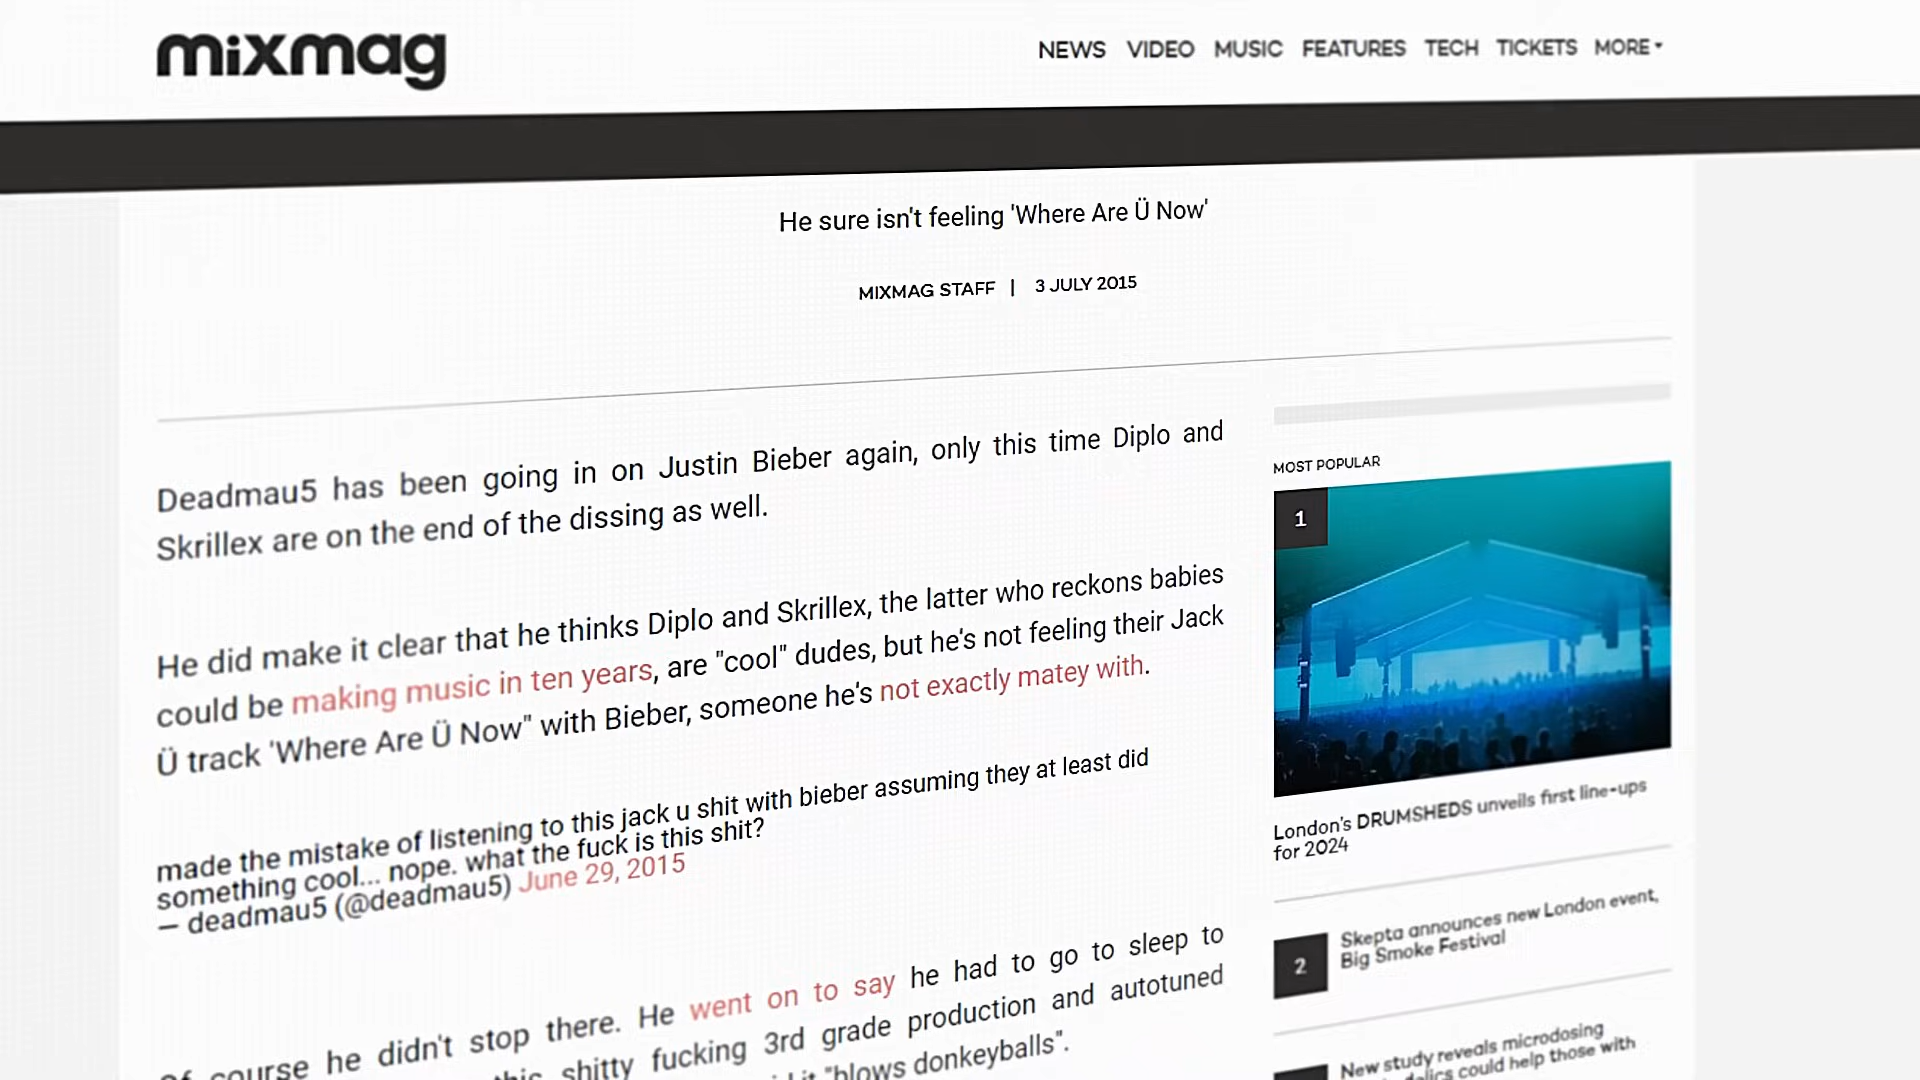 mixmag
NEWS VIDEO MUSIC FEATURES TECH TICKETS MORE
He sure isn't feeling 'Where Are Ü Now'
MIXMAG STAFF | 3 JULY 2015
Deadmau5 has been going in on Justin Bieber again, only this time Diplo and
Skrillex are on the end of the dissing as well.
He did make it clear that he thinks Diplo and Skrillex, the latter who reckons babies
could be making music in ten years, are "cool" dudes, but he's not feeling their Jack
Ü track 'Where Are Ü Now" with Bieber, someone he's not exactly matey with.
made the mistake of listening to this jack u shit with bieber assuming they at least did
something cool... nope. what the fuck is this shit?
— deadmau5 (@deadmau5) June 29, 2015
Of course he didn't stop there. He went on to say he had to go to sleep to
this shitty fucking 3rd grade production and autotuned
it "blows donkeyballs".
MOST POPULAR
1
London's DRUMSHEDS unveils first line-ups
for 2024
2
Skepta announces new London event,
Big Smoke Festival
New study reveals microdosing
could help those with